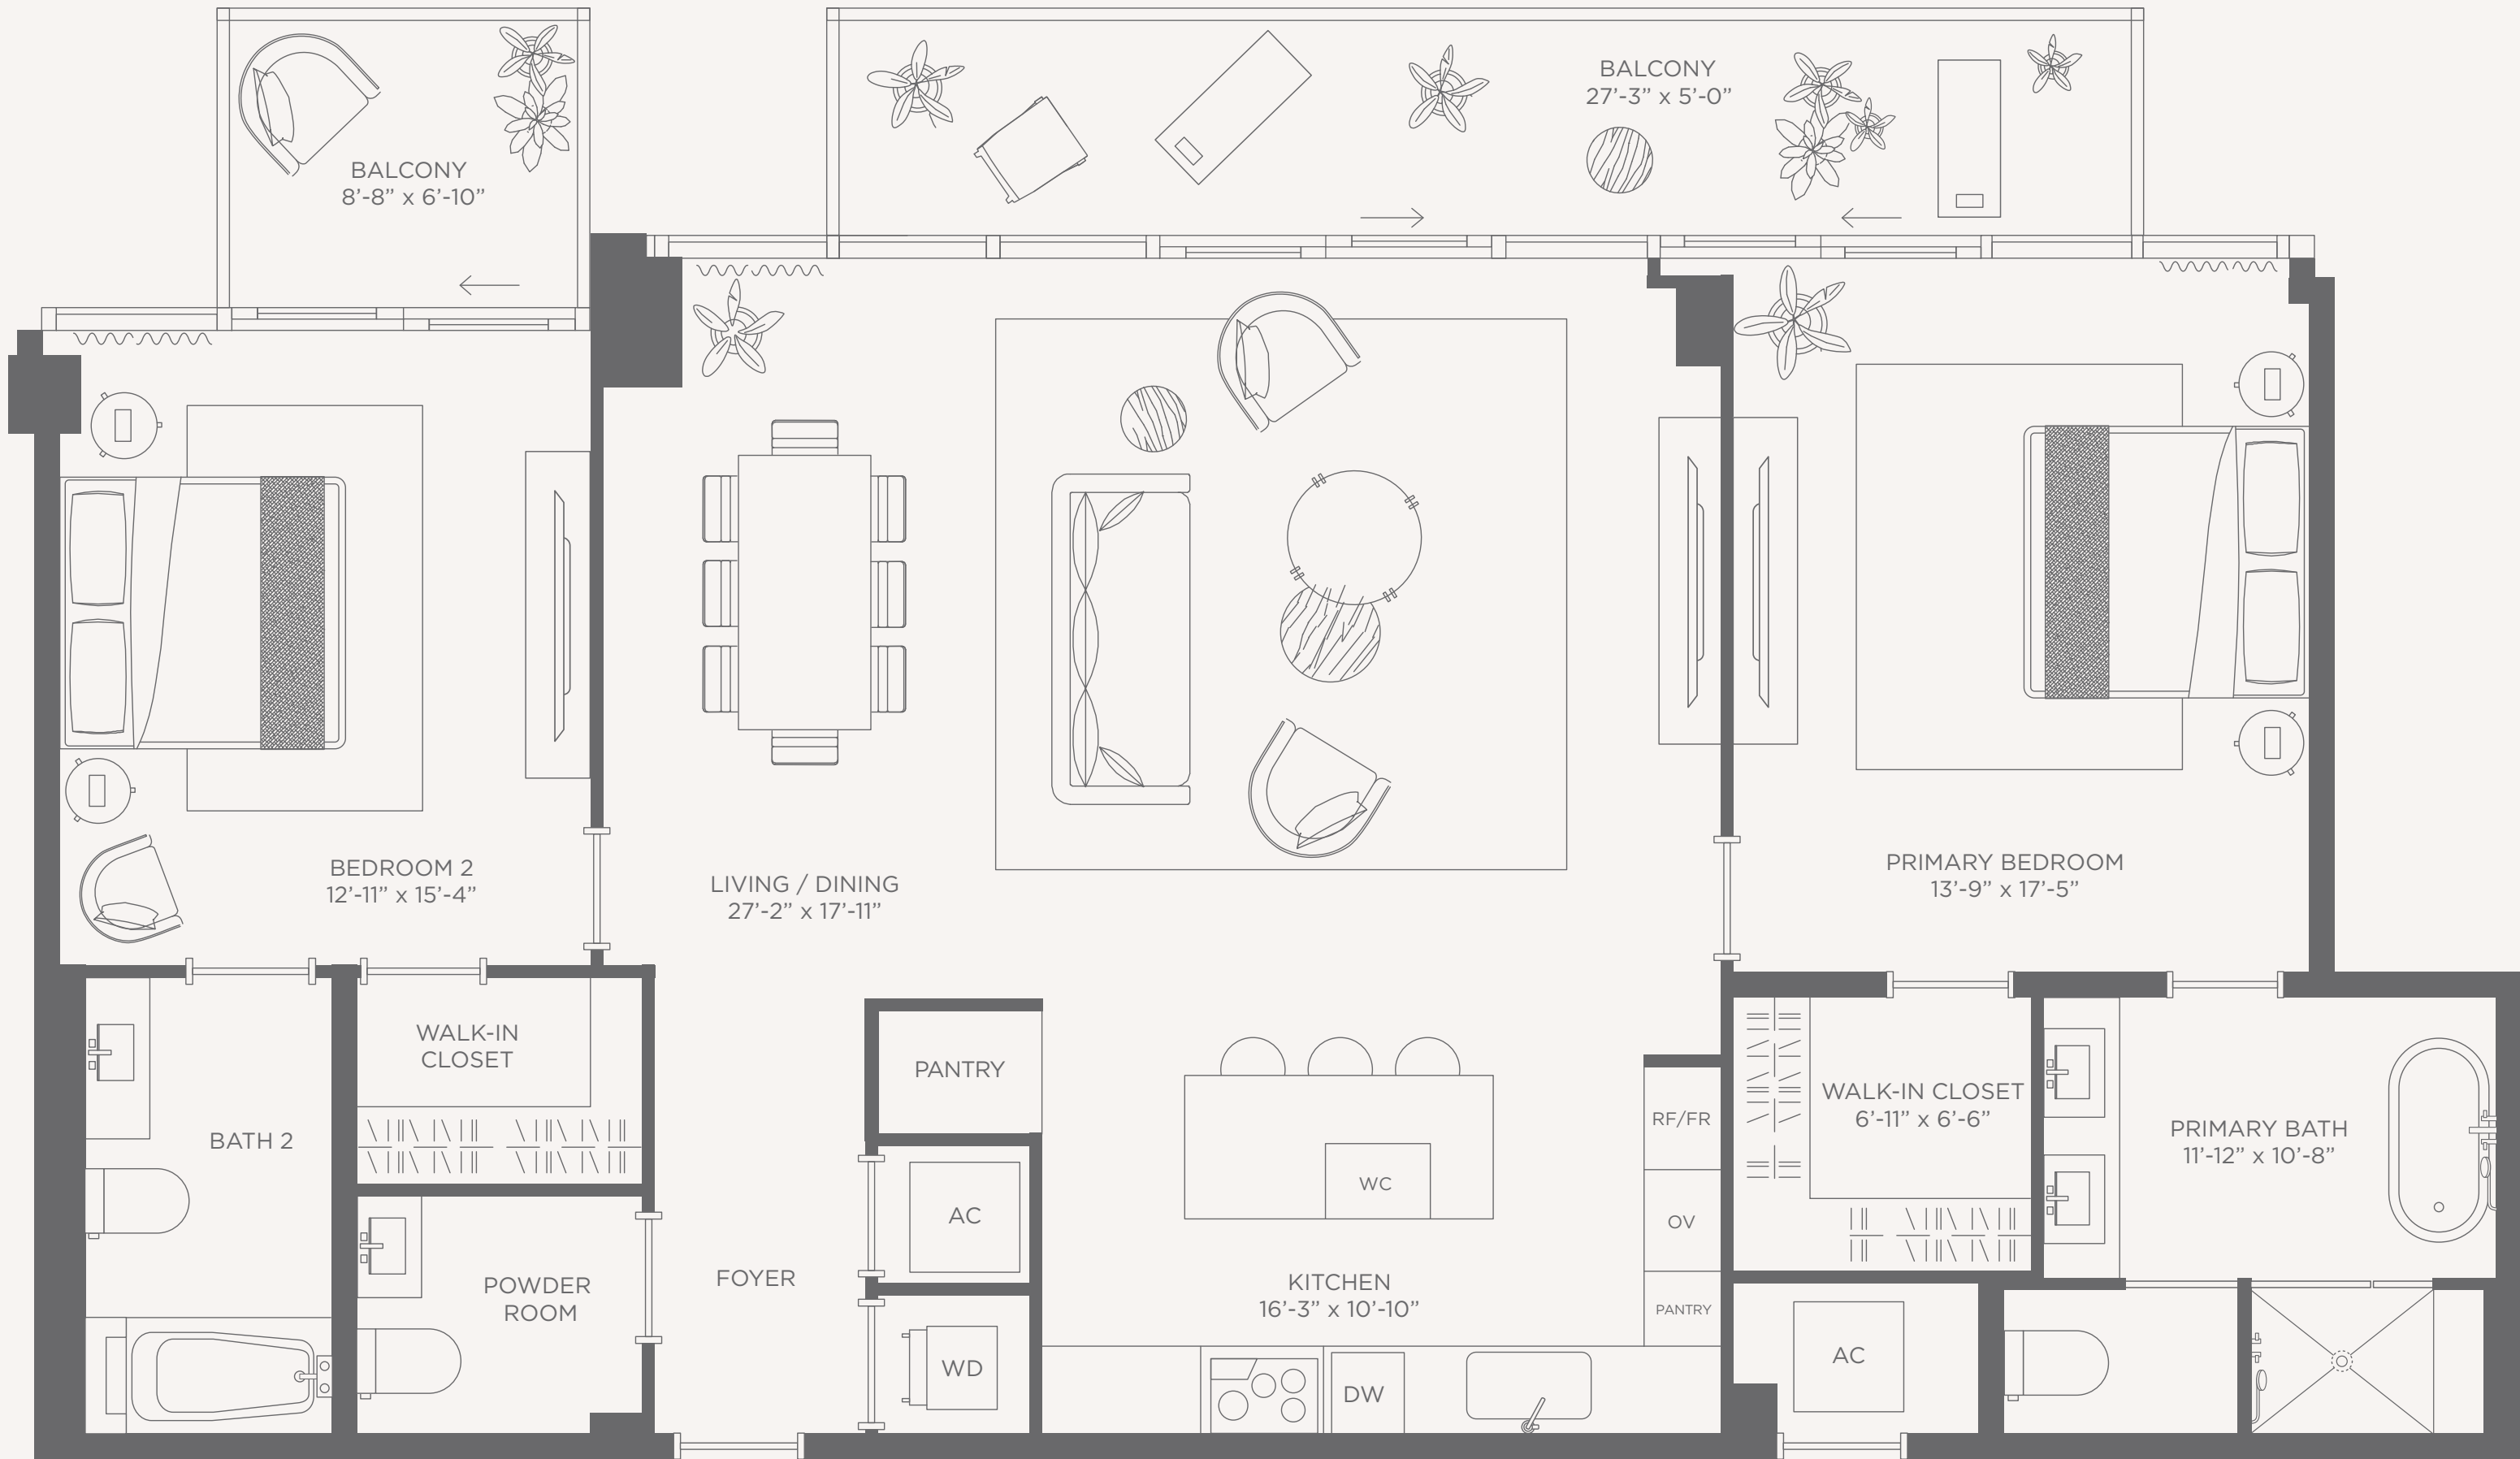 BALCONY
27’-3” x 5’-0”
BALCONY
8’-8” x 6’-10”
BEDROOM 2
12’-11” x 15’-4”
LIVING / DINING
27’-2” x 17’-11”
PRIMARY BEDROOM
13’-9” x 17’-5”
WALK-IN
CLOSET
PANTRY
BATH 2
RF/FR
WALK-IN CLOSET
6’-11” x 6’-6”
PRIMARY BATH
11’-12” x 10’-8”
WC
AC
OV
POWDER
ROOM
FOYER
KITCHEN
16’-3” x 10’-10”
PANTRY
WD
DW
AC